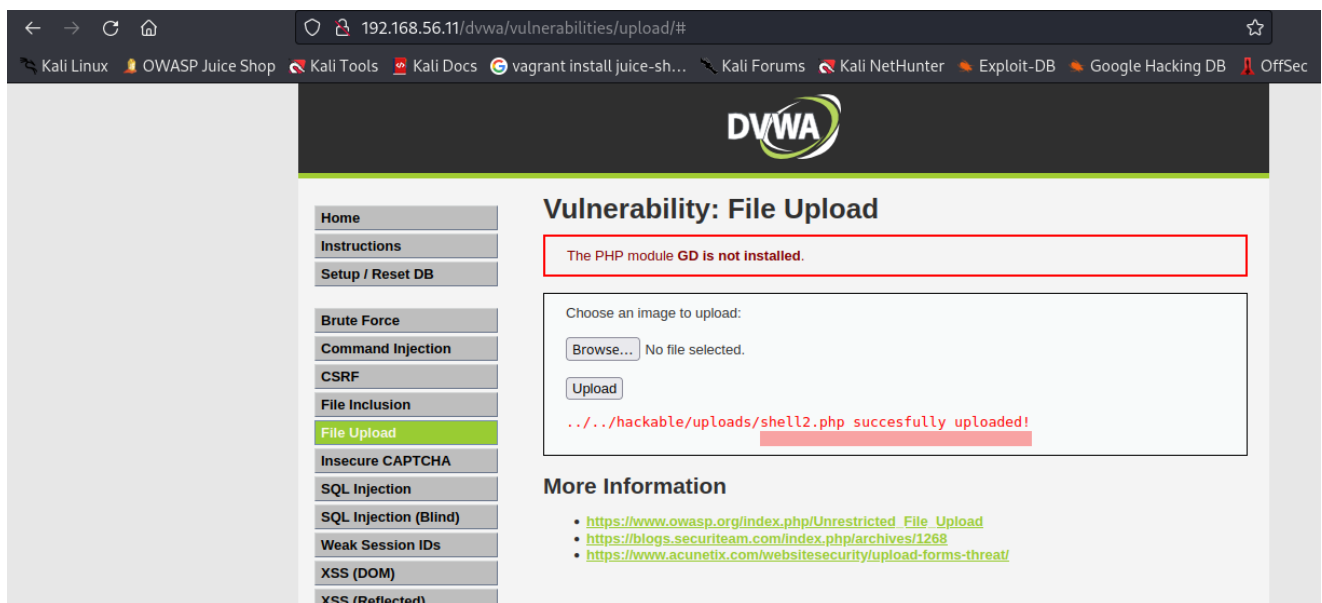 192.168.56.11/dvwa/vulnerabilities/upload/#
Kali Linux OWASP Juice Shop Kali Tools Kali Docs vagrant install juice-sh... Kali Forums Kali NetHunter Exploit-DB Google Hacking DB OffSec
DVWA
Home
Instructions
Setup / Reset DB
Brute Force
Command Injection
CSRF
File Inclusion
File Upload
Insecure CAPTCHA
SQL Injection
SQL Injection (Blind)
Weak Session IDs
XSS (DOM)
XSS (Reflected)
Vulnerability: File Upload
The PHP module GD is not installed.
Choose an image to upload:
Browse... No file selected.
Upload
../../hackable/uploads/shell2.php succesfully uploaded!
More Information
https://www.owasp.org/index.php/Unrestricted_File_Upload
https://blogs.securiteam.com/index.php/archives/1268
https://www.acunetix.com/websitesecurity/upload-forms-threat/